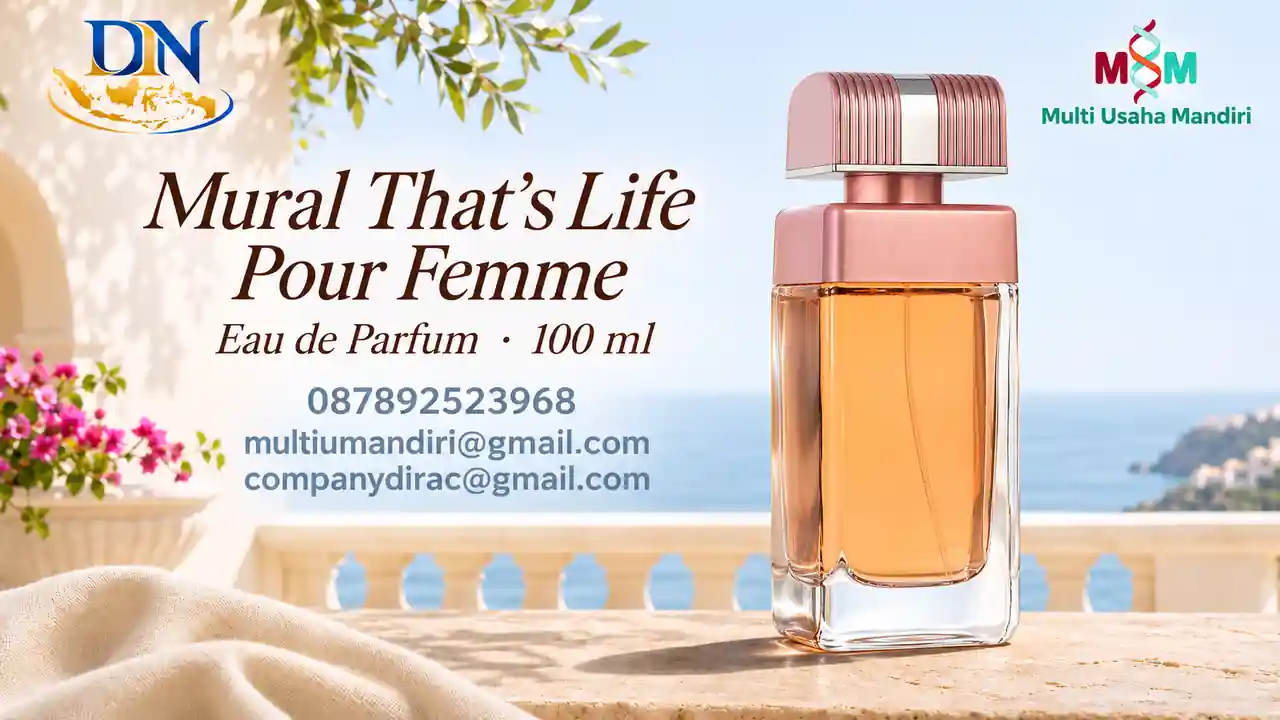 DN
MUM
Multi Usaha Mandiri
Mural That's Life
Pour Femme
Eau de Parfum · 100 ml
087892523968
multiumandiri@gmail.com
companydirac@gmail.com